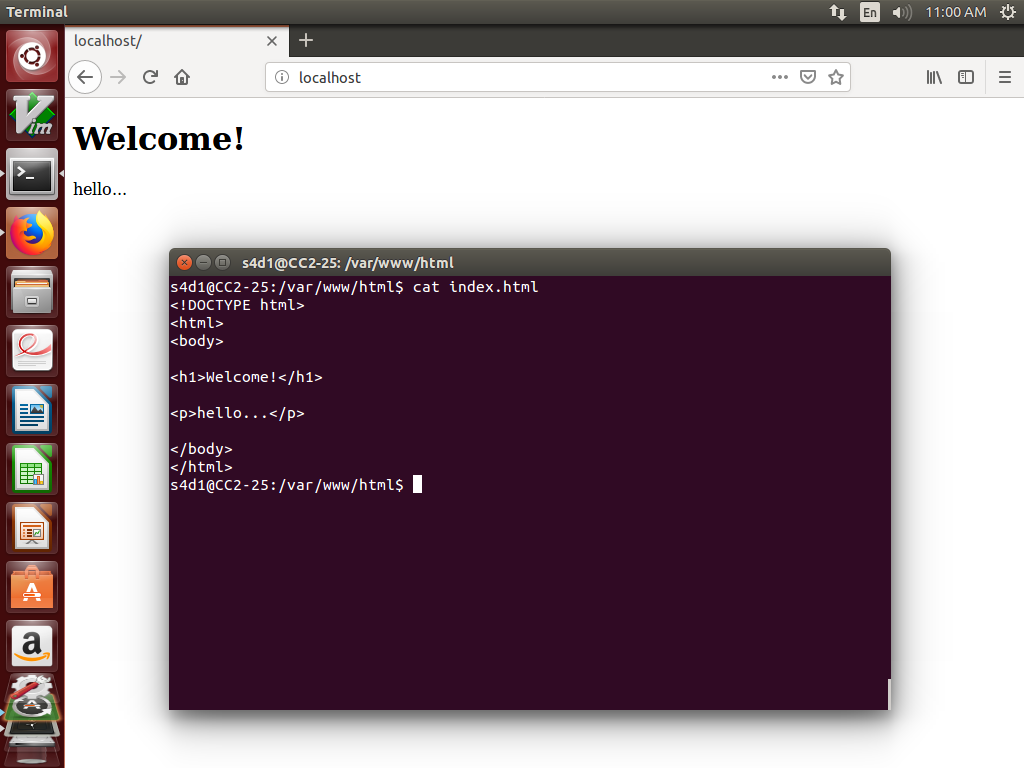 Terminal
En
11:00 AM
localhost/
localhost
Welcome!
hello...
Vim
>_
A
a
s4d1@CC2-25: /var/www/html
s4d1@CC2-25:/var/www/html$ cat index.html
<!DOCTYPE html>
<html>
<body>
<h1>Welcome!</h1>
<p>hello...</p>
</body>
</html>
s4d1@CC2-25:/var/www/html$